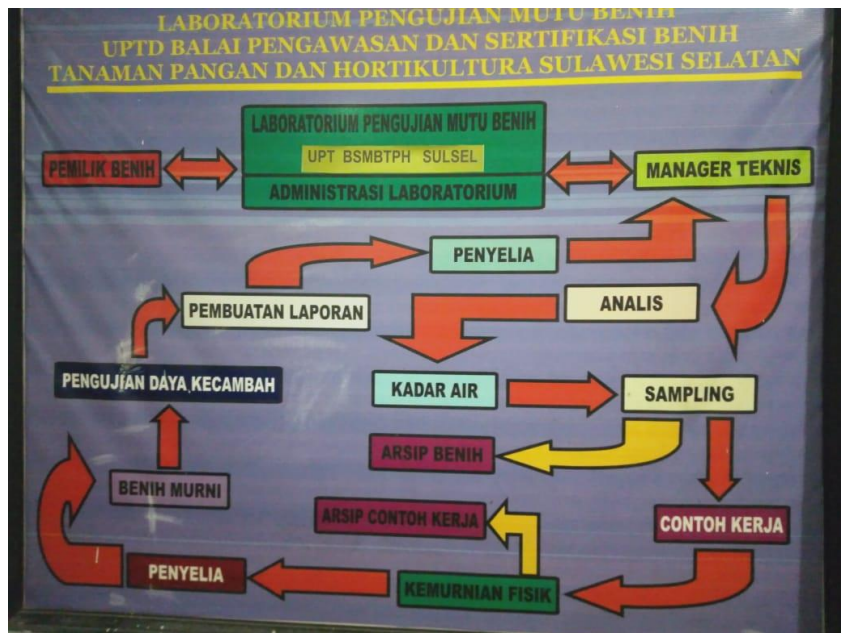 LABORATORIUM PENGUJIAN MUTU BENIH
UPTD BALAI PENGAWASAN DAN SERTIFIKASI BENIH
TANAMAN PANGAN DAN HORTIKULTURA SULAWESI SELATAN
LABORATORIUM PENGUJIAN MUTU BENIH
UPT BSMBTPH SULSEL
PEMILIK BENIH
MANAGER TEKNIS
ADMINISTRASI LABORATORIUM
PENYELIA
PEMBUATAN LAPORAN
ANALIS
PENGUJIAN DAYA KECAMBAH
KADAR AIR
SAMPLING
ARSIP BENIH
BENIH MURNI
ARSIP CONTOH KERJA
CONTOH KERJA
PENYELIA
KEMURNIAN FISIK